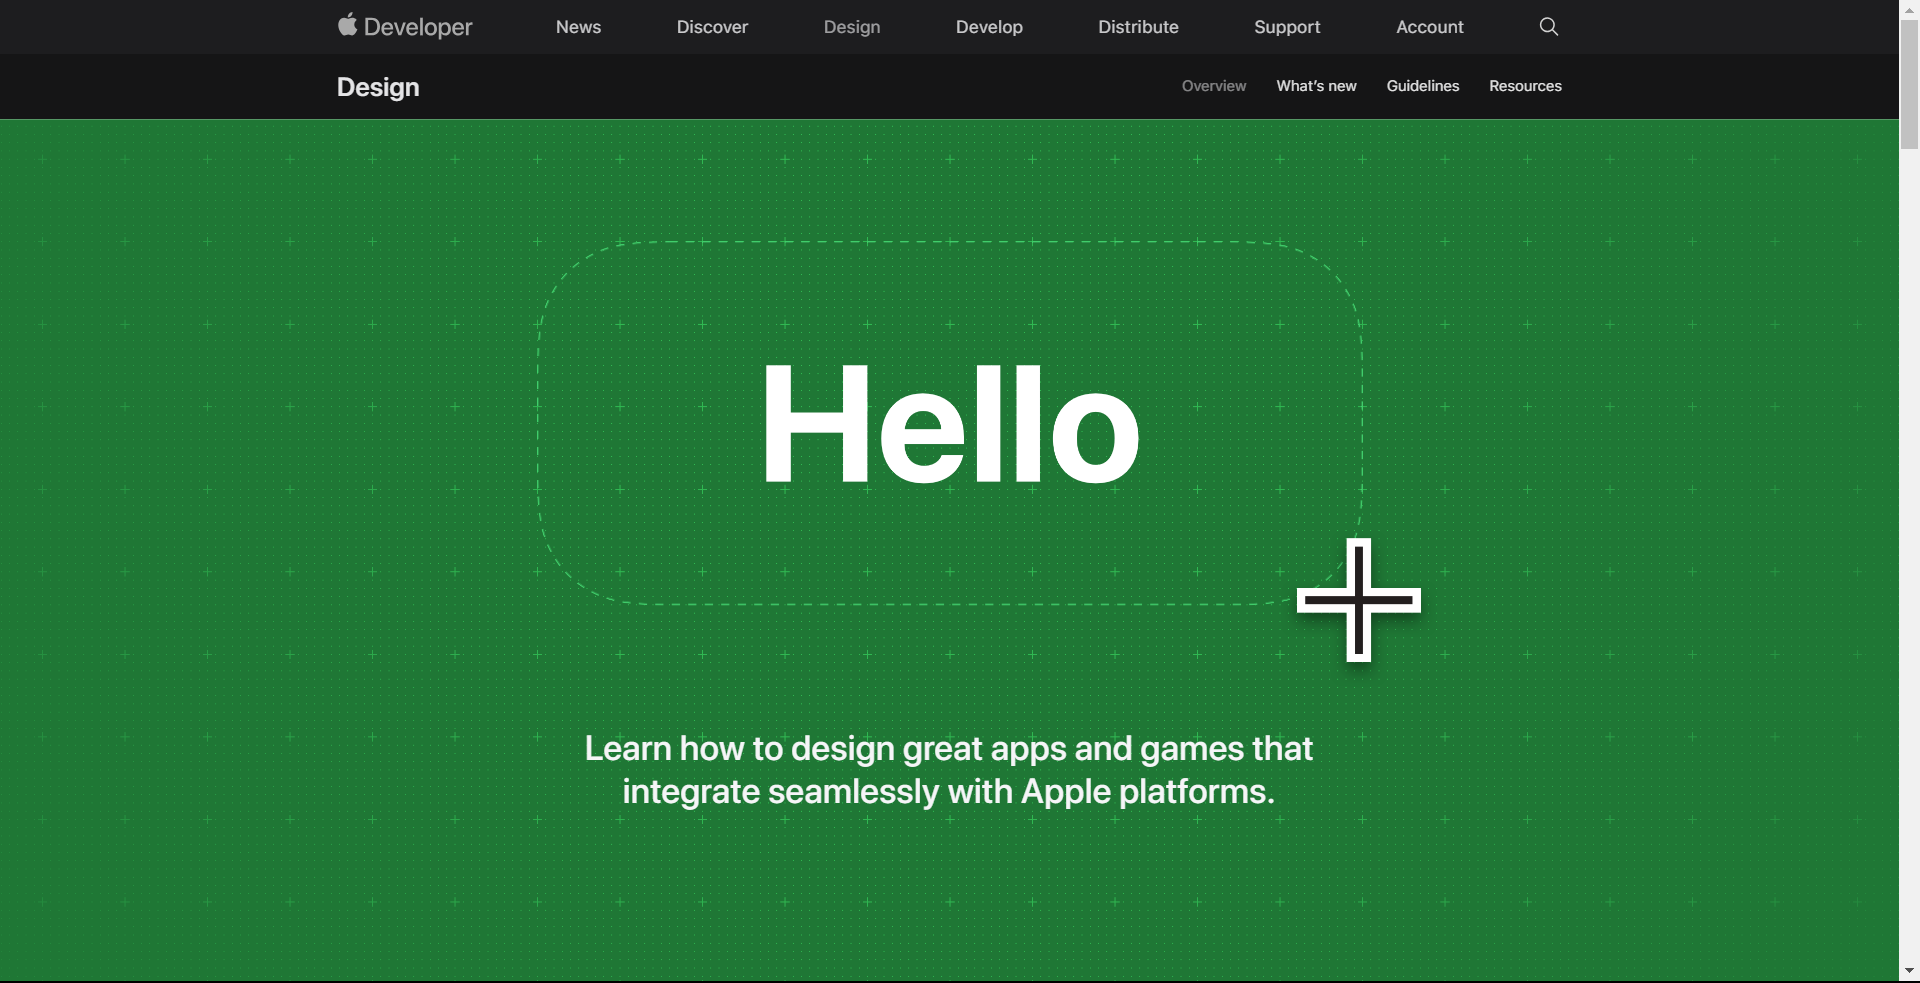 Developer
News
Discover
Design
Develop
Distribute
Support
Account
Design
Overview
What's new
Guidelines
Resources
Hello
Learn how to design great apps and games that
integrate seamlessly with Apple platforms.